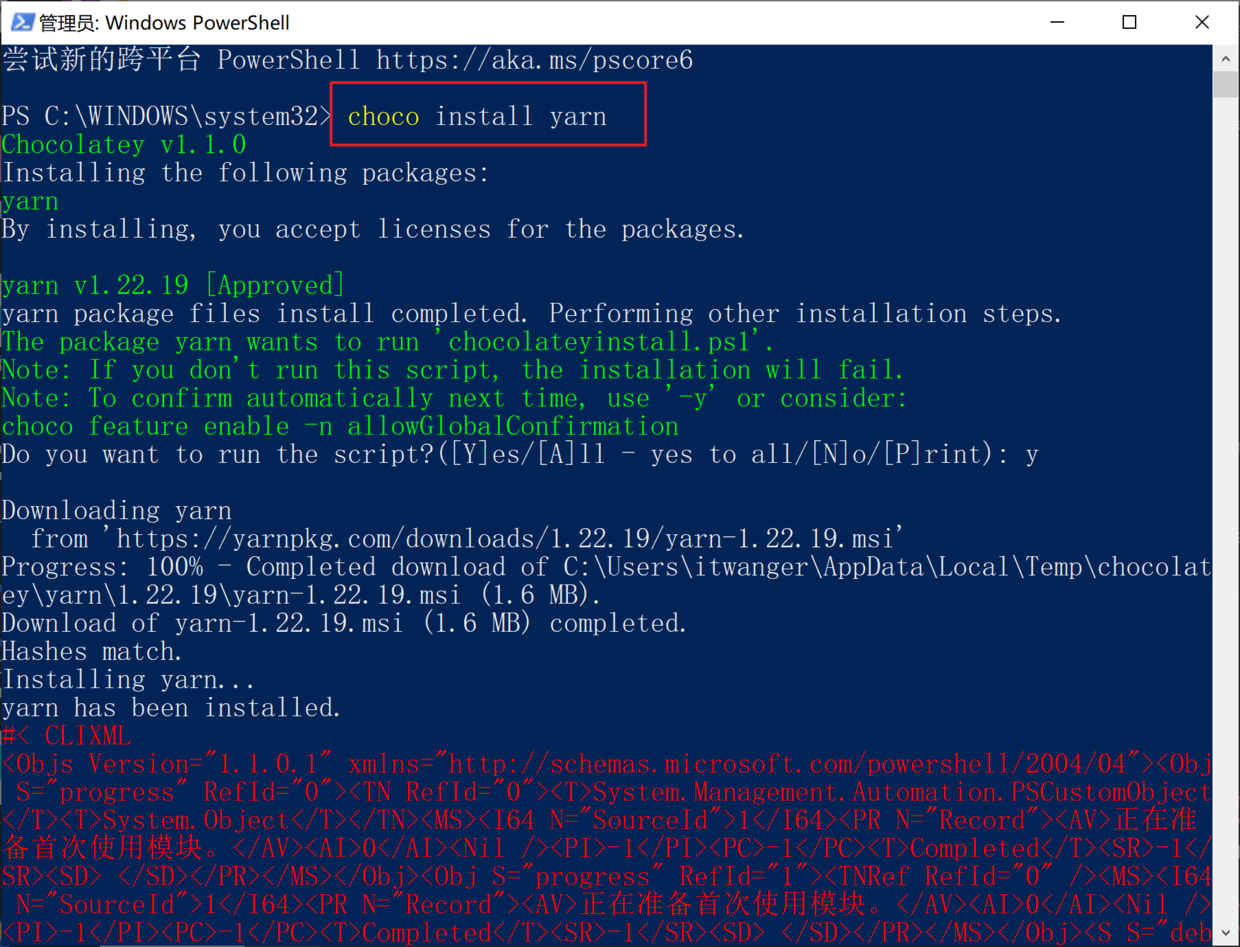 管理员: Windows PowerShell
尝试新的跨平台 PowerShell https://aka.ms/pscore6
PS C:\WINDOWS\system32> choco install yarn
Chocolatey v1.1.0
Installing the following packages:
yarn
By installing, you accept licenses for the packages.
yarn v1.22.19 [Approved]
yarn package files install completed. Performing other installation steps.
The package yarn wants to run 'chocolateyinstall.ps1'.
Note: If you don't run this script, the installation will fail.
Note: To confirm automatically next time, use '-y' or consider:
choco feature enable -n allowGlobalConfirmation
Do you want to run the script?([Y]es/[A]ll - yes to all/[N]o/[P]rint): y
Downloading yarn
from 'https://yarnpkg.com/downloads/1.22.19/yarn-1.22.19.msi'
Progress: 100% - Completed download of C:\Users\itwanger\AppData\Local\Temp\chocolat
ey\yarn\1.22.19\yarn-1.22.19.msi (1.6 MB).
Download of yarn-1.22.19.msi (1.6 MB) completed.
Hashes match.
Installing yarn...
yarn has been installed.
#< CLIXML
<Objs Version="1.1.0.1" xmlns="http://schemas.microsoft.com/powershell/2004/04"><Obj
S="progress" RefId="0"><TN RefId="0"><T>System.Management.Automation.PSCustomObject
</T><T>System.Object</T></TN><MS><I64 N="SourceId">1</I64><PR N="Record"><AV>正在准
备首次使用模块。</AV><AI>0</AI><Nil /><PI>-1</PI><PC>-1</PC><T>Completed</T><SR>-1</
SR><SD> </SD></PR></MS></Obj><Obj S="progress" RefId="1"><TNRef RefId="0" /><MS><I64
N="SourceId">1</I64><PR N="Record"><AV>正在准备首次使用模块。</AV><AI>0</AI><Nil />
<PI>-1</PI><PC>-1</PC><T>Completed</T><SR>-1</SR><SD> </SD></PR></MS></Obj><S S="deb